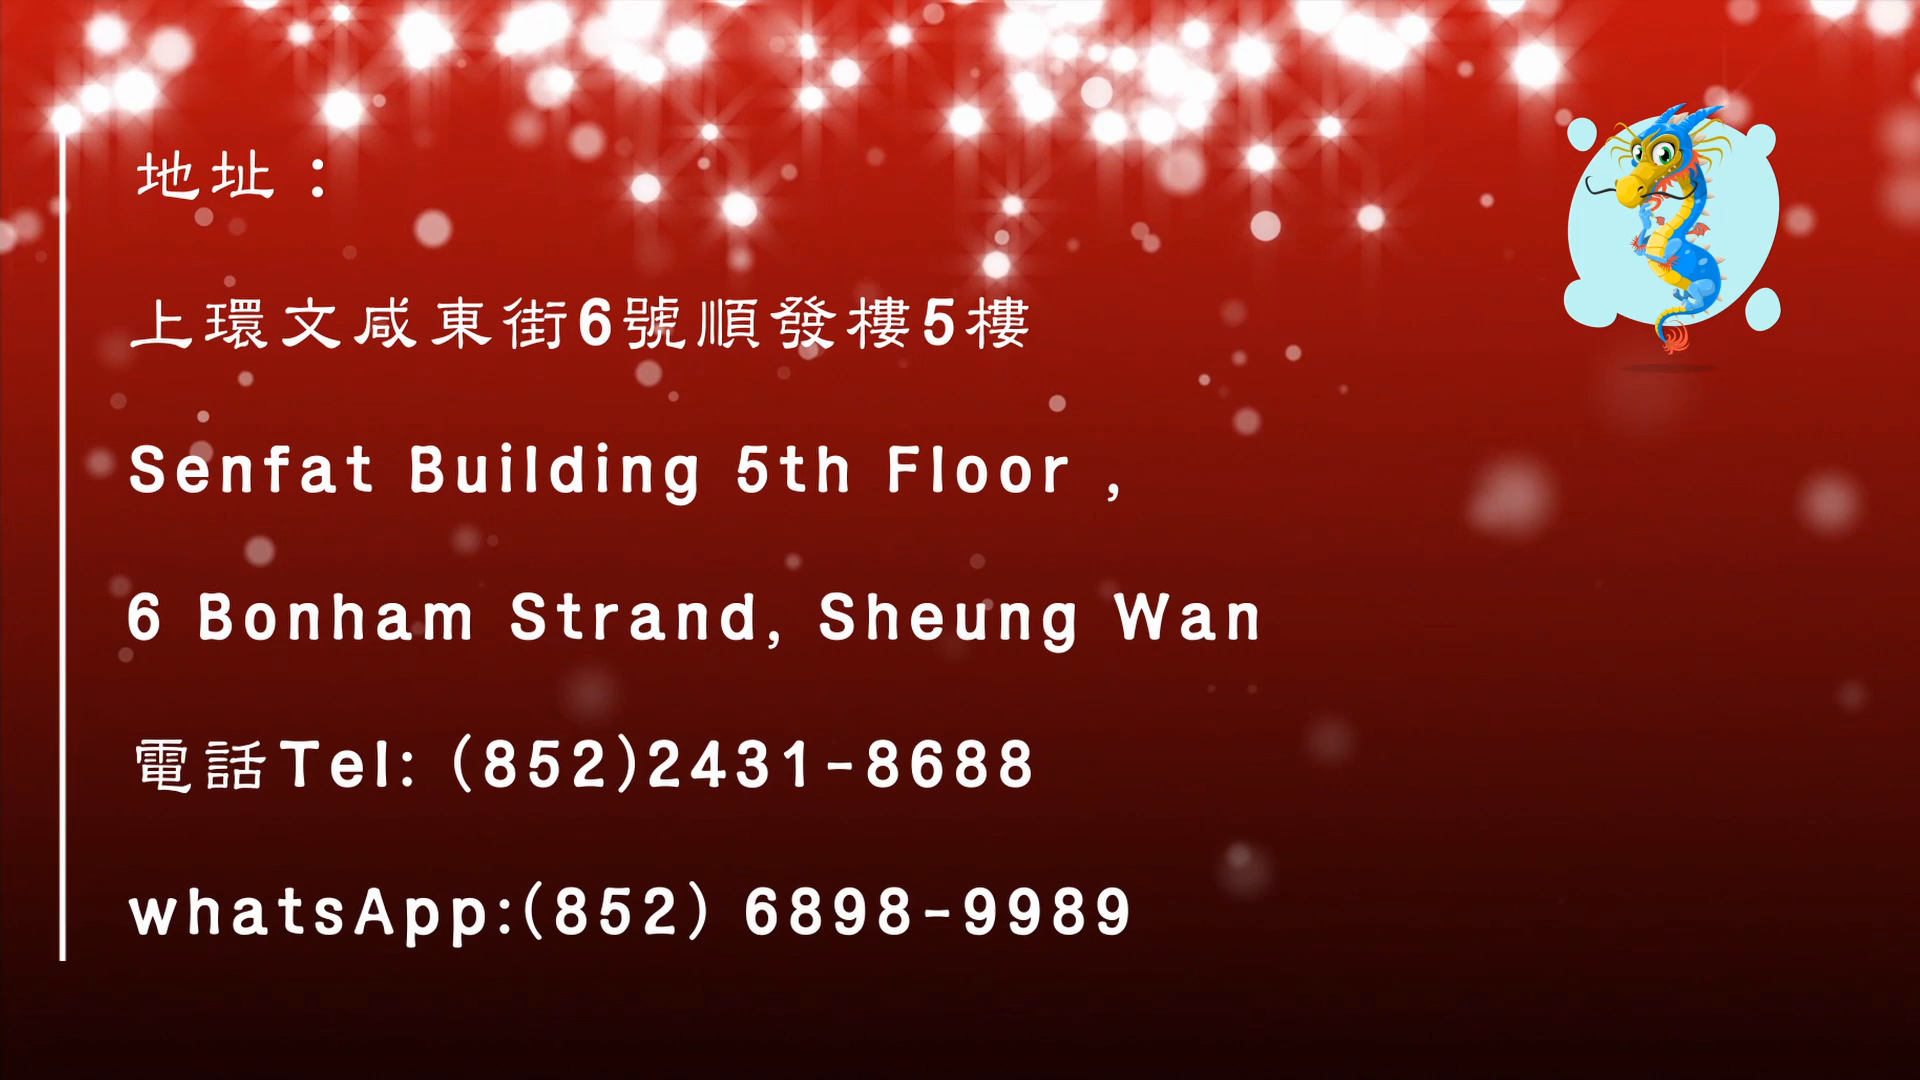 地址：
上環文咸東街6號順發樓5樓
Senfat Building 5th Floor ,
6 Bonham Strand, Sheung Wan
電話Tel: (852)2431-8688
whatsApp:(852) 6898-9989